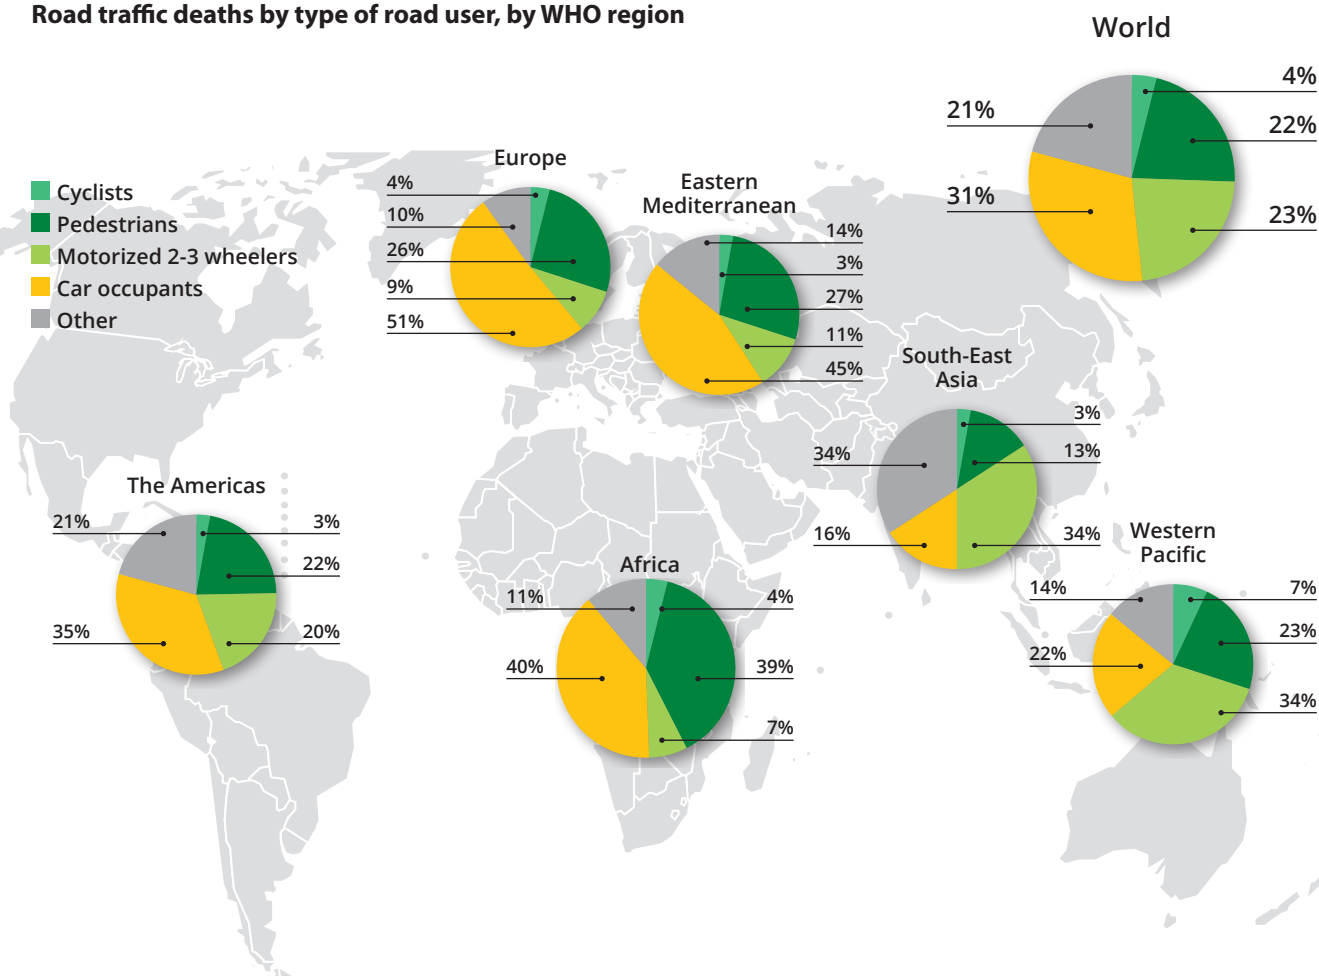 Road traffic deaths by type of road user, by WHO region
World
4%
21%
22%
31%
23%
Cyclists
Pedestrians
Motorized 2-3 wheelers
Car occupants
Other
Europe
4%
10%
26%
9%
51%
Eastern
Mediterranean
14%
3%
27%
11%
45%
South-East
Asia
3%
34%
13%
16%
34%
The Americas
21%
3%
22%
35%
20%
Africa
11%
4%
40%
39%
7%
Western
Pacific
14%
7%
23%
22%
34%